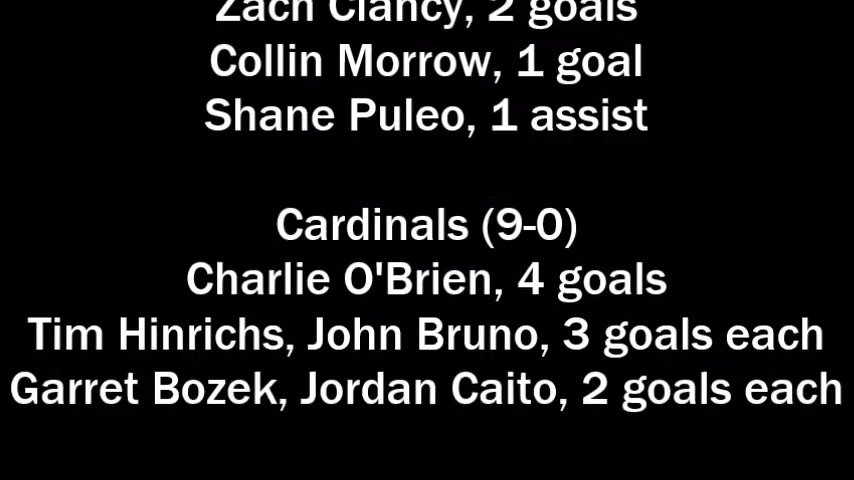 Zach Clancy, 2 goals
Collin Morrow, 1 goal
Shane Puleo, 1 assist
Cardinals (9-0)
Charlie O'Brien, 4 goals
Tim Hinrichs, John Bruno, 3 goals each
Garret Bozek, Jordan Caito, 2 goals each